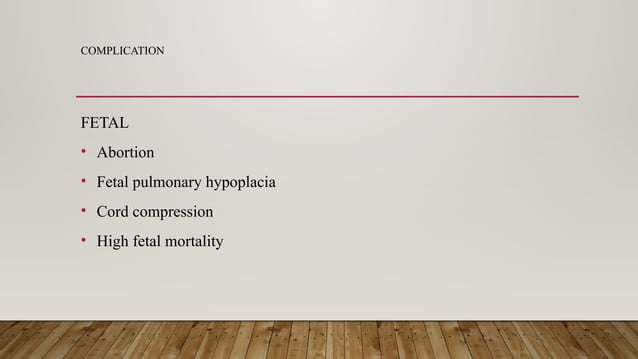 COMPLICATION
FETAL
• Abortion
• Fetal pulmonary hypoplacia
• Cord compression
• High fetal mortality